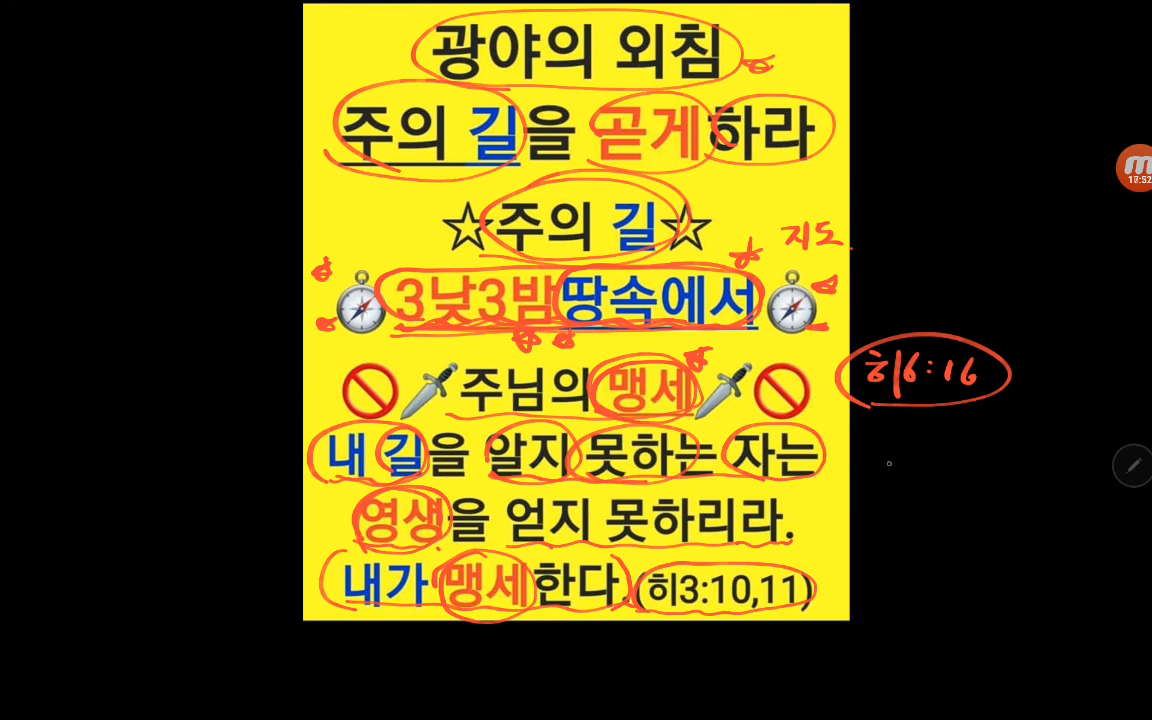 광야의 외침
주의 길을 곧게하라
☆주의 길☆
지도
3낮3밤땅속에서
주님의 맹세
히6:16
내 길을 알지 못하는 자는
영생을 얻지 못하리라.
내가 맹세한다.(히3:10,11)
m
17:52